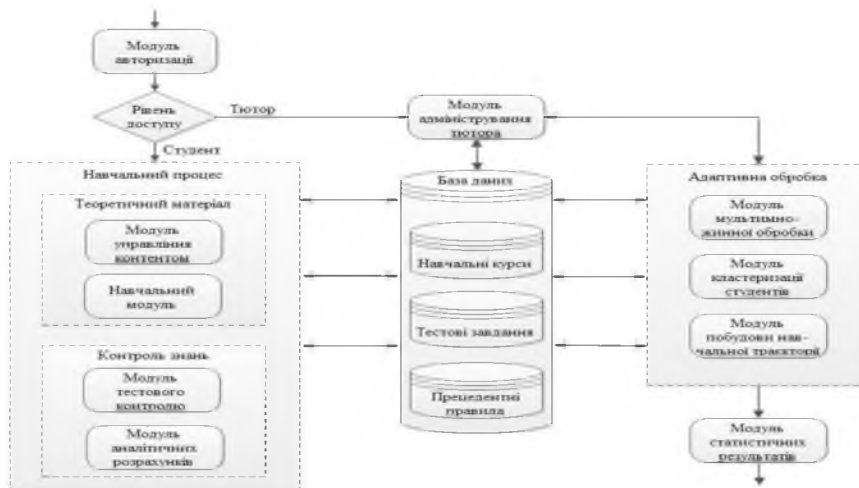 Модуль
авторизації
Рівень
доступу
Тютор
Студент
Модуль
адміністрування
тютора
Навчальний процес
Теоретичний матеріал
Модуль
управління
контентом
Навчальний
модуль
Контроль знань
Модуль
тестового
контролю
Модуль
аналітичних
розрахунків
База даних
Навчальні курси
Тестові завдання
Прецедентні
правила
Адаптивна обробка
Модуль
мультимно-
жинної обробки
Модуль
кластеризації
студентів
Модуль
побудови нав-
чальної траєкторії
Модуль
статистичних
результатів